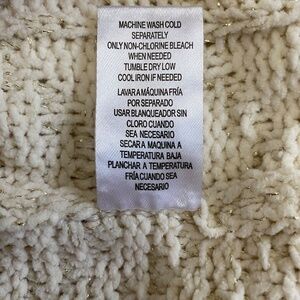 MACHINE WASH COLD
SEPARATELY
ONLY NON-CHLORINE BLEACH
WHEN NEEDED
TUMBLE DRY LOW
COOL IRON IF NEEDED
LAVAR A MÁQUINA FRÍA
POR SEPARADO
USAR BLANQUEADOR SIN
CLORO CUANDO
SEA NECESARIO
SECAR A MAQUINA A
TEMPERATURA BAJA
PLANCHAR A TEMPERATURA
FRÍA CUANDO SEA
NECESARIO